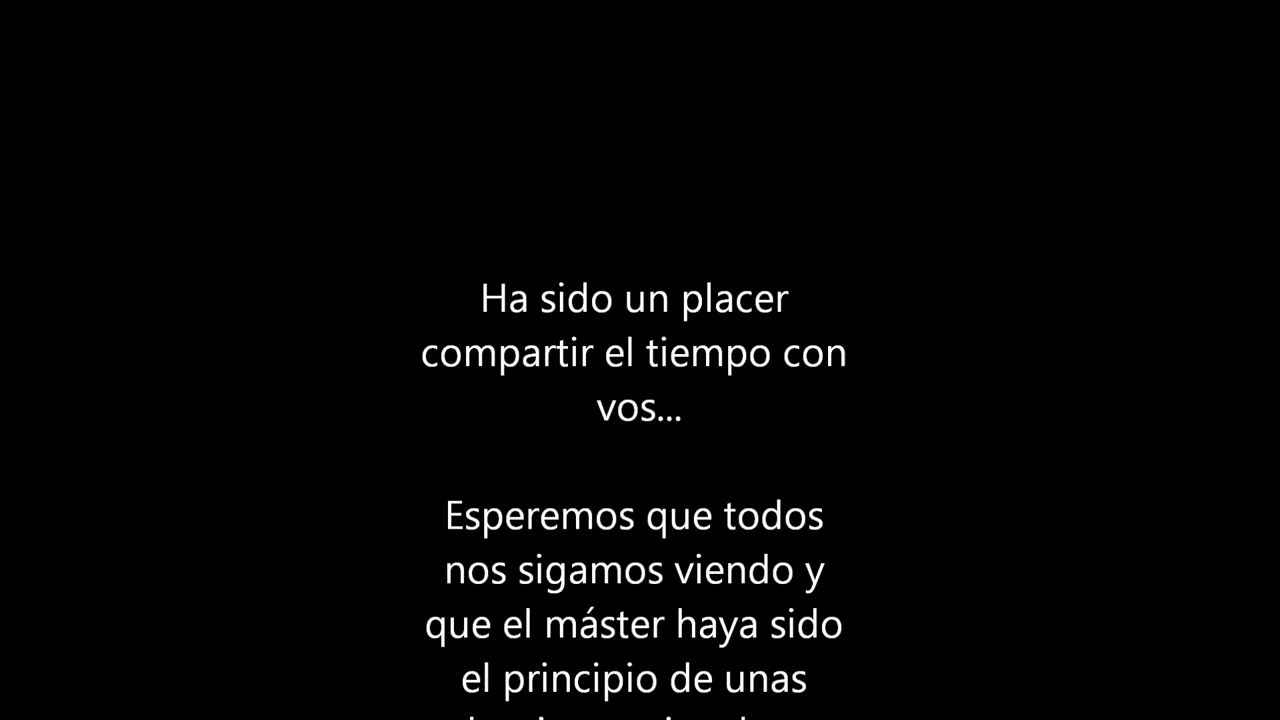 Ha sido un placer
compartir el tiempo con
vos...
Esperemos que todos
nos sigamos viendo y
que el máster haya sido
el principio de unas